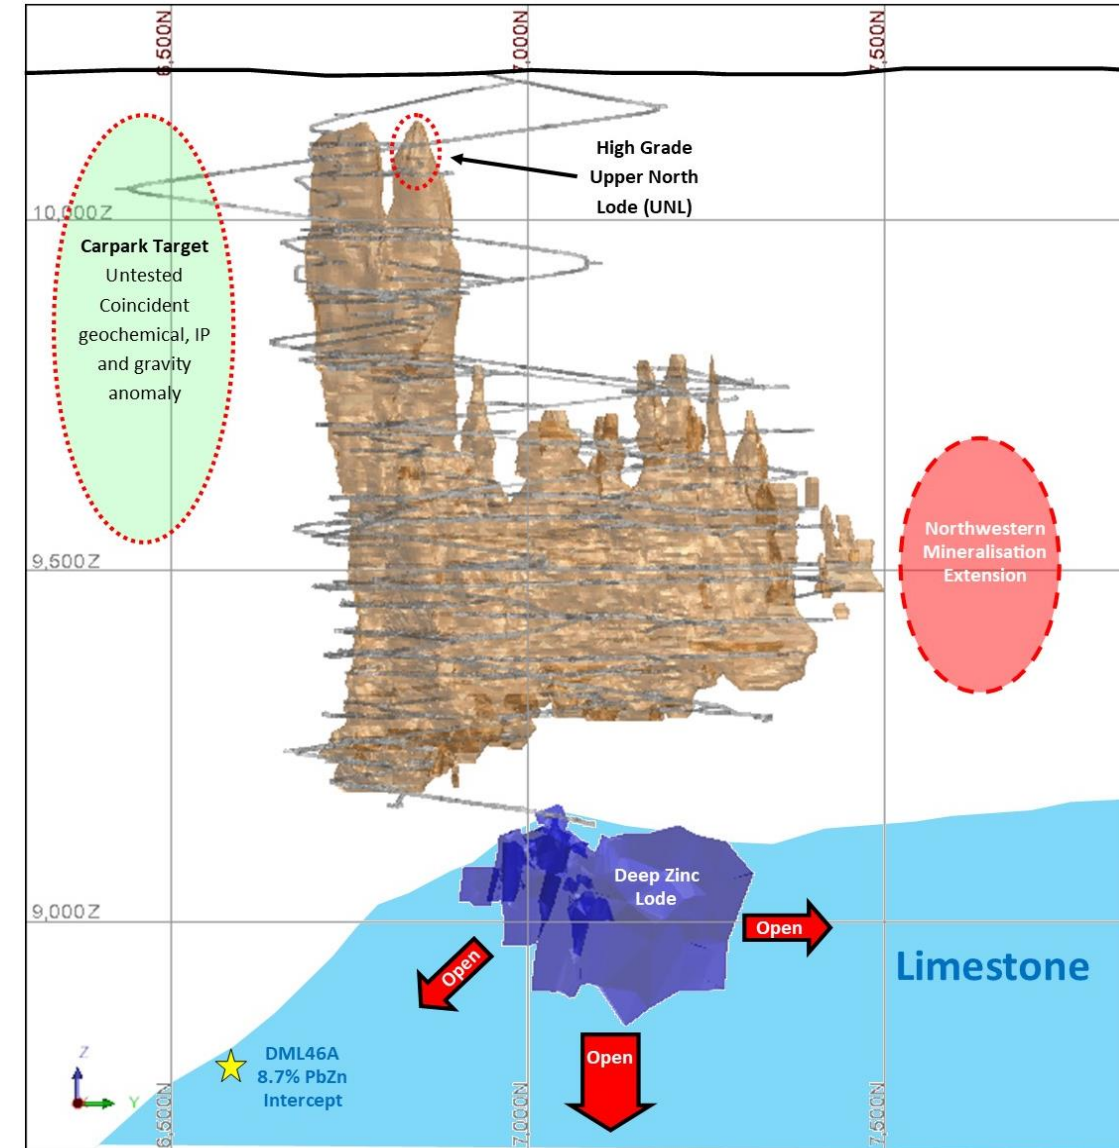 6,500N
7,000N
7,500N
High Grade
Upper North
Lode (UNL)
10,000Z
Carpark Target
Untested
Coincident
geochemical, IP
and gravity
anomaly
Northwestern
Mineralisation
Extension
9,500Z
Deep Zinc
Lode
9,000Z
Open
Open
Limestone
Open
DML46A
8.7% PbZn
Intercept
Z
Y
6,500N
7,000N
7,500N